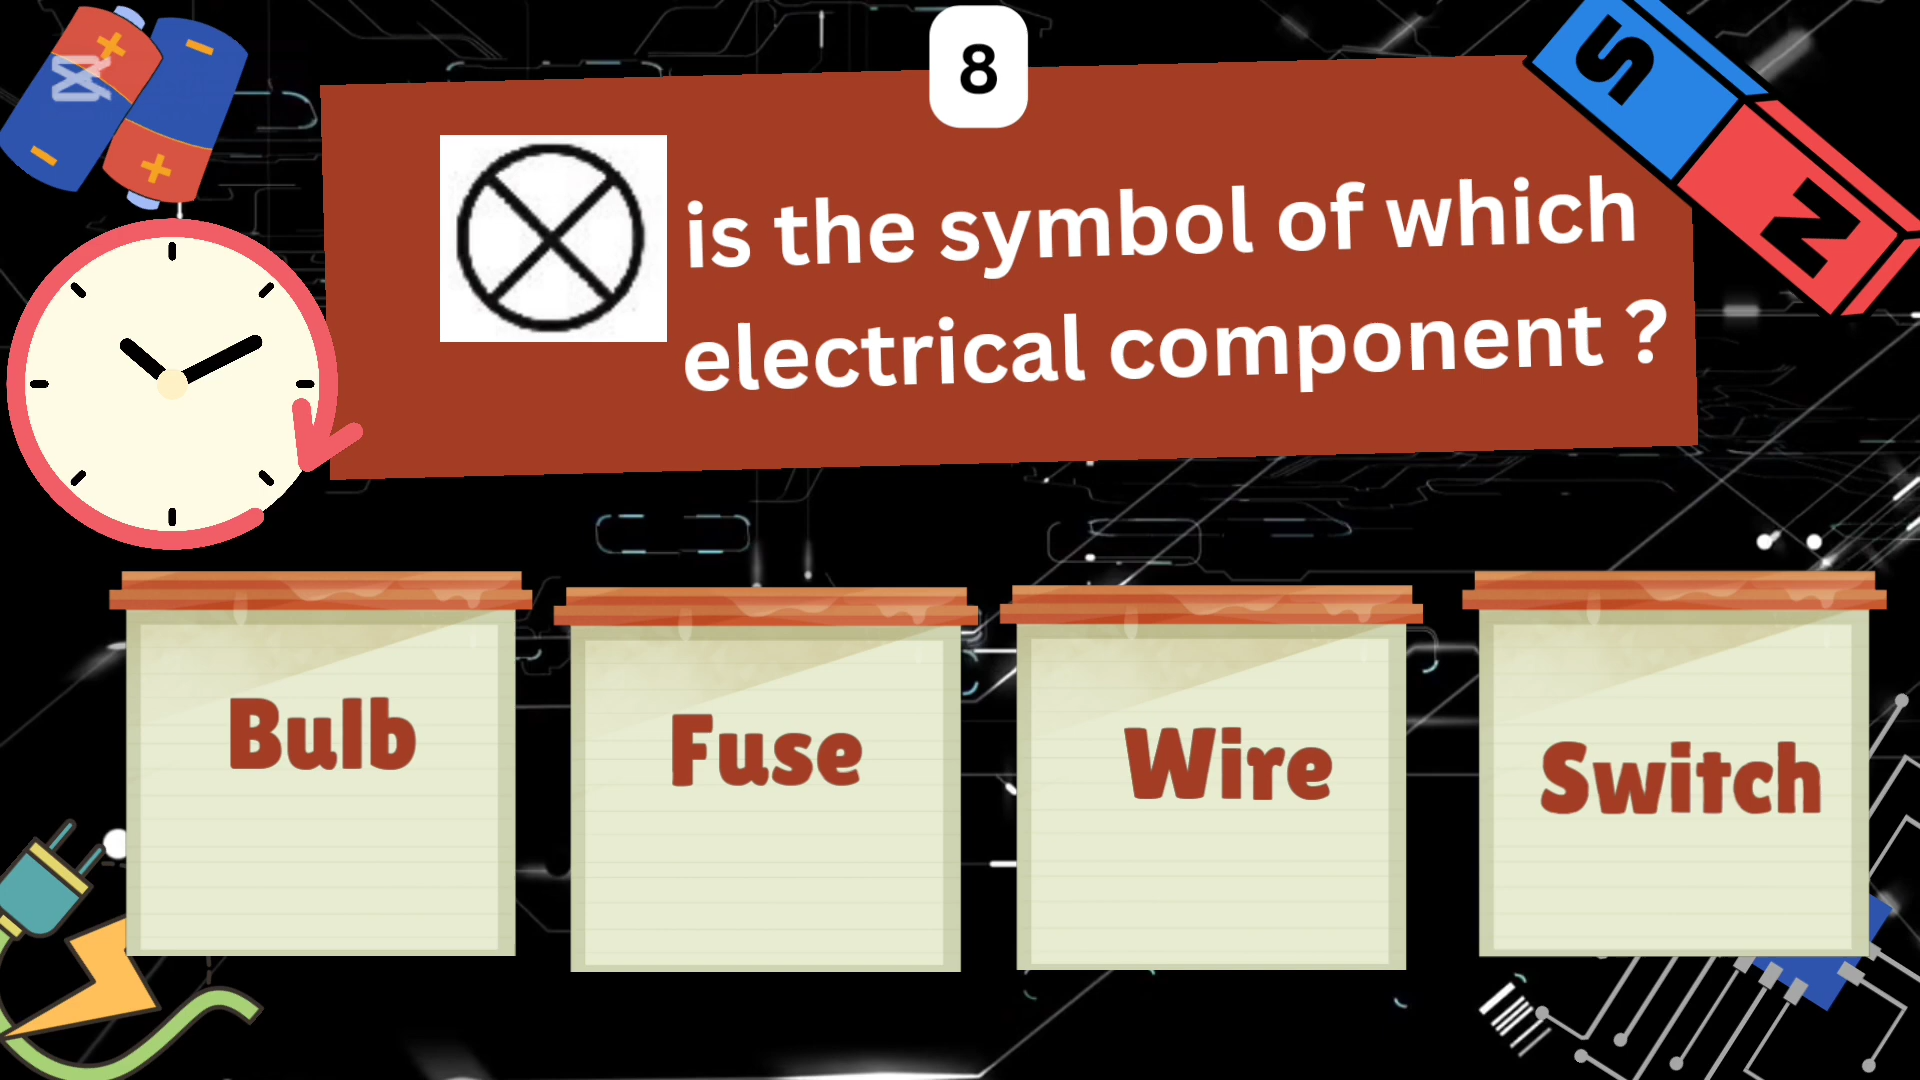 8
S
N
is the symbol of which
electrical component ?
Bulb
Fuse
Wire
Switch